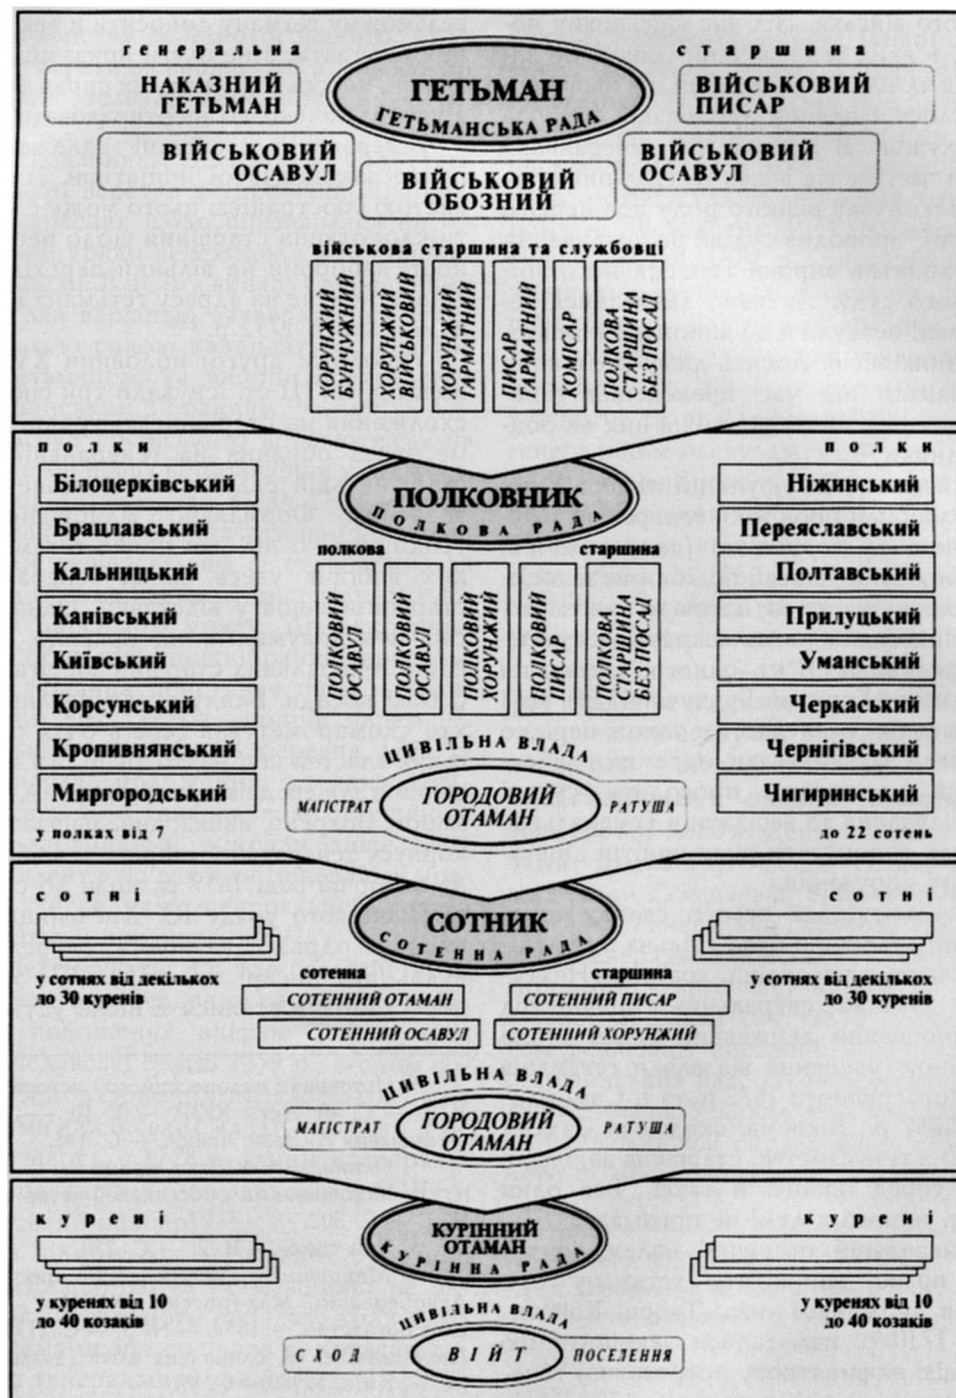 генеральна старшина
НАКАЗНИЙ
ГЕТЬМАН
ГЕТЬМАН
ГЕТЬМАНСЬКА РАДА
ВІЙСЬКОВИЙ
ПИСАР
ВІЙСЬКОВИЙ
ОСАВУЛ
ВІЙСЬКОВИЙ
ОБОЗНИЙ
ВІЙСЬКОВИЙ
ОСАВУЛ
військова старшина та службовці
ХОРУНЖИЙ
БУНЧУЖНИЙ
ХОРУНЖИЙ
ВІЙСЬКОВИЙ
ХОРУНЖИЙ
ГАРМАТНИЙ
ПИСАР
ГАРМАТНИЙ
КОМІСАР
ПОЛКОВА
СТАРШИНА
БЕЗ ПОСАД
полки
Білоцерківський
Брацлавський
Кальницький
Канівський
Київський
Корсунський
Кропивнянський
Миргородський
у полках від 7
ПОЛКОВНИК
ПОЛКОВА РАДА
полкова старшина
ПОЛКОВИЙ
ОСАВУЛ
ПОЛКОВИЙ
ОСАВУЛ
ПОЛКОВИЙ
ХОРУНЖИЙ
ПОЛКОВИЙ
ПИСАР
ПОЛКОВА
СТАРШИНА
БЕЗ ПОСАД
ЦИВІЛЬНА ВЛАДА
МАГІСТРАТ
ГОРОДОВИЙ
ОТАМАН
РАТУША
полки
Ніжинський
Переяславський
Полтавський
Прилуцький
Уманський
Черкаський
Чернігівський
Чигиринський
до 22 сотень
сотні
у сотнях від декількох
до 30 куренів
СОТНИК
СОТЕННА РАДА
сотенна старшина
СОТЕННИЙ ОТАМАН
СОТЕННИЙ ПИСАР
СОТЕННИЙ ОСАВУЛ
СОТЕННИЙ ХОРУНЖИЙ
сотні
у сотнях від декількох
до 30 куренів
ЦИВІЛЬНА ВЛАДА
МАГІСТРАТ
ГОРОДОВИЙ
ОТАМАН
РАТУША
курені
у куренях від 10
до 40 козаків
КУРІННИЙ
ОТАМАН
КУРІННА РАДА
курені
у куренях від 10
до 40 козаків
ЦИВІЛЬНА ВЛАДА
СХОД
ВІЙТ
ПОСЕЛЕННЯ